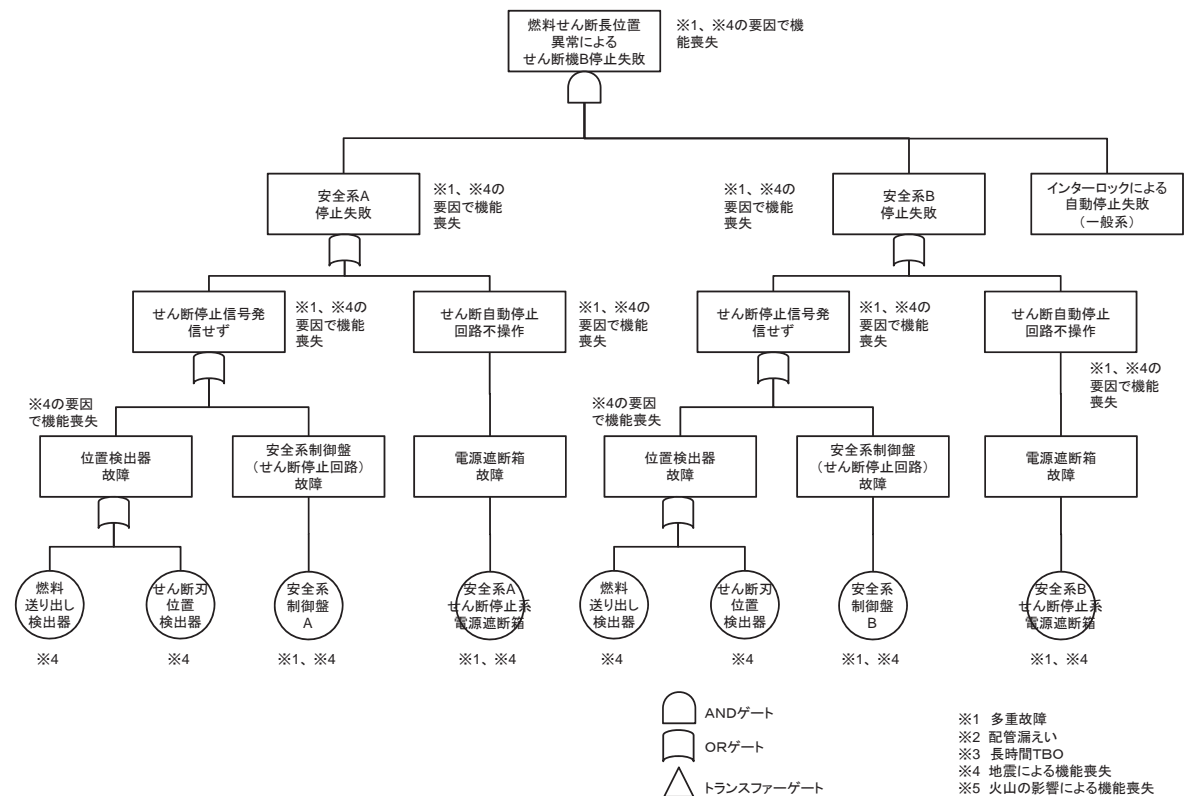 燃料せん断長位置
異常による
せん断機B停止失敗
※1、※4の要因で機
能喪失
安全系A
停止失敗
※1、※4の
要因で機能
喪失
※1、※4の
要因で機能
喪失
安全系B
停止失敗
インターロックによる
自動停止失敗
（一般系）
せん断停止信号発
信せず
※1、※4の
要因で機能
喪失
せん断自動停止
回路不操作
※1、※4の
要因で機能
喪失
せん断停止信号発
信せず
※1、※4の
要因で機能
喪失
せん断自動停止
回路不操作
※1、※4の
要因で機能
喪失
※4の要因
で機能喪失
位置検出器
故障
安全系制御盤
（せん断停止回路）
故障
電源遮断箱
故障
※4の要因
で機能喪失
位置検出器
故障
安全系制御盤
（せん断停止回路）
故障
電源遮断箱
故障
燃料
送り出し
検出器
せん断刃
位置
検出器
安全系
制御盤
A
安全系A
せん断停止系
電源遮断箱
燃料
送り出し
検出器
せん断刃
位置
検出器
安全系
制御盤
B
安全系B
せん断停止系
電源遮断箱
※4
※4
※1、※4
※1、※4
※4
※4
※1、※4
※1、※4
ANDゲート
ORゲート
トランスファーゲート
※1 多重故障
※2 配管漏えい
※3 長時間TBO
※4 地震による機能喪失
※5 火山の影響による機能喪失